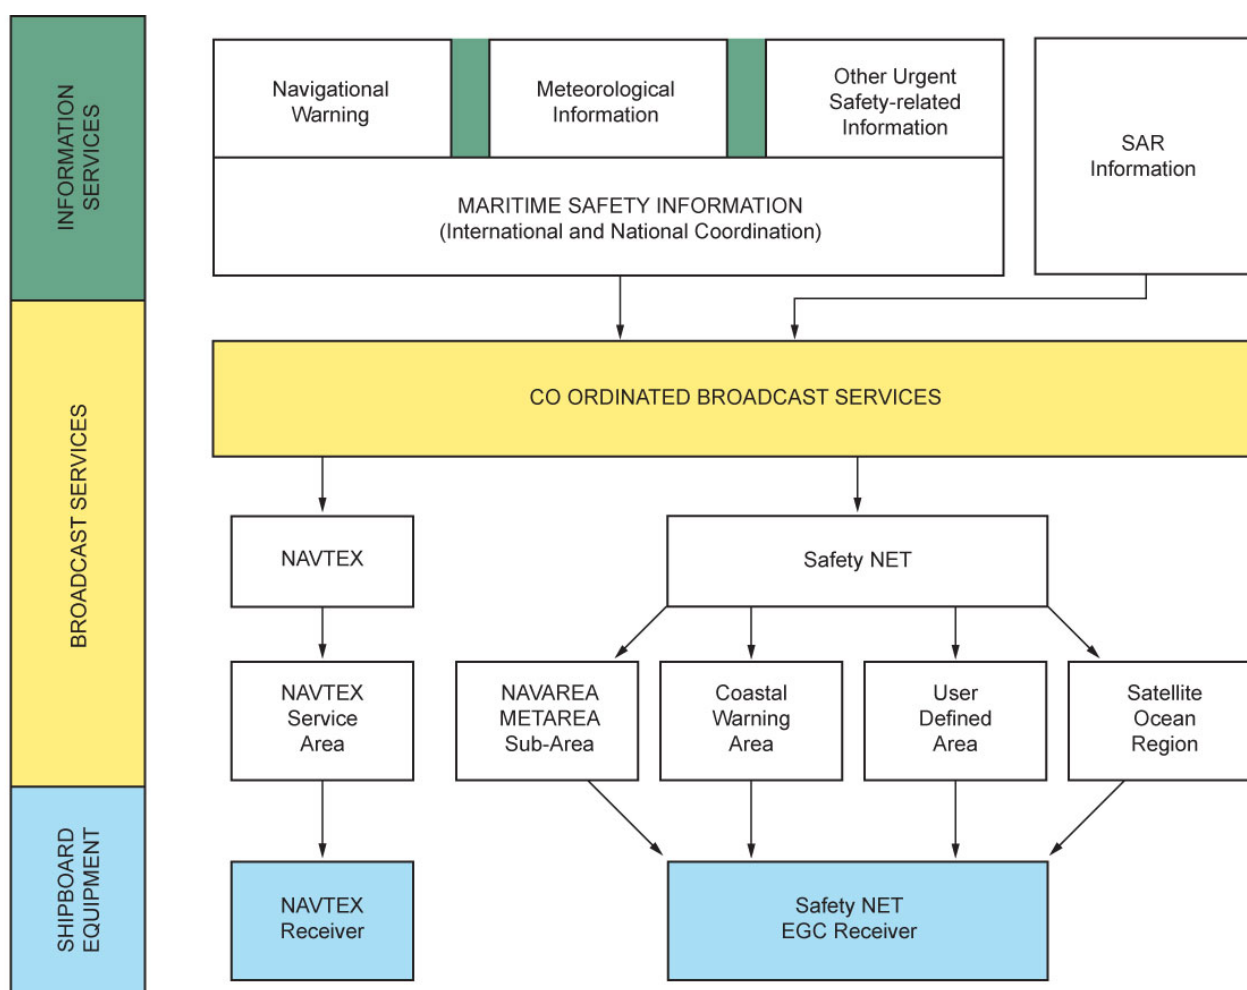 INFORMATION
SERVICES
Navigational
Warning
Meteorological
Information
Other Urgent
Safety-related
Information
SAR
Information
MARITIME SAFETY INFORMATION
(International and National Coordination)
BROADCAST SERVICES
CO ORDINATED BROADCAST SERVICES
NAVTEX
Safety NET
NAVTEX
Service
Area
NAVAREA
METAREA
Sub-Area
Coastal
Warning
Area
User
Defined
Area
Satellite
Ocean
Region
SHIPBOARD
EQUIPMENT
NAVTEX
Receiver
Safety NET
EGC Receiver